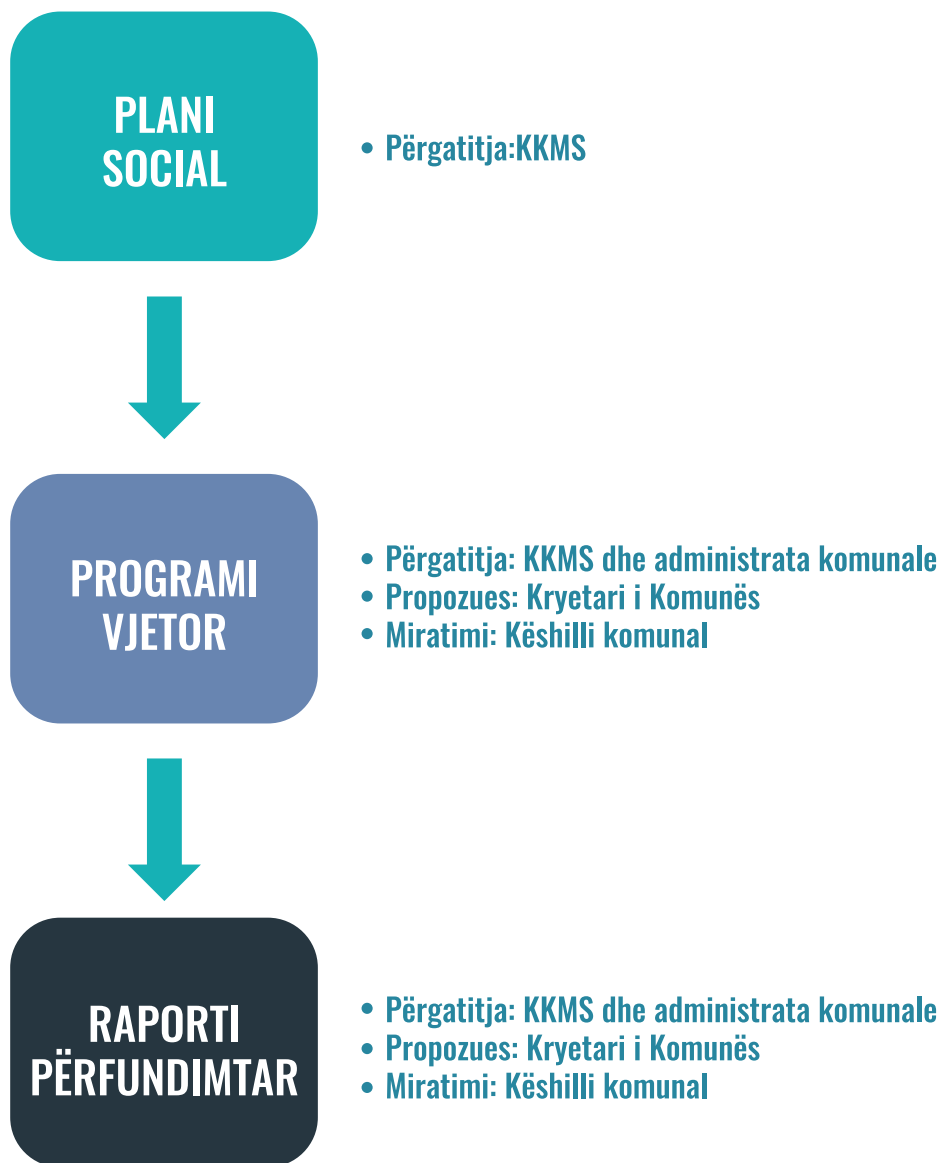 PLANI
SOCIAL
• Përgatitja:KKMS
PROGRAMI
VJETOR
• Përgatitja: KKMS dhe administrata komunale
• Propozues: Kryetari i Komunës
• Miratimi: Këshilli komunal
RAPORTI
PËRFUNDIMTAR
• Përgatitja: KKMS dhe administrata komunale
• Propozues: Kryetari i Komunës
• Miratimi: Këshilli komunal